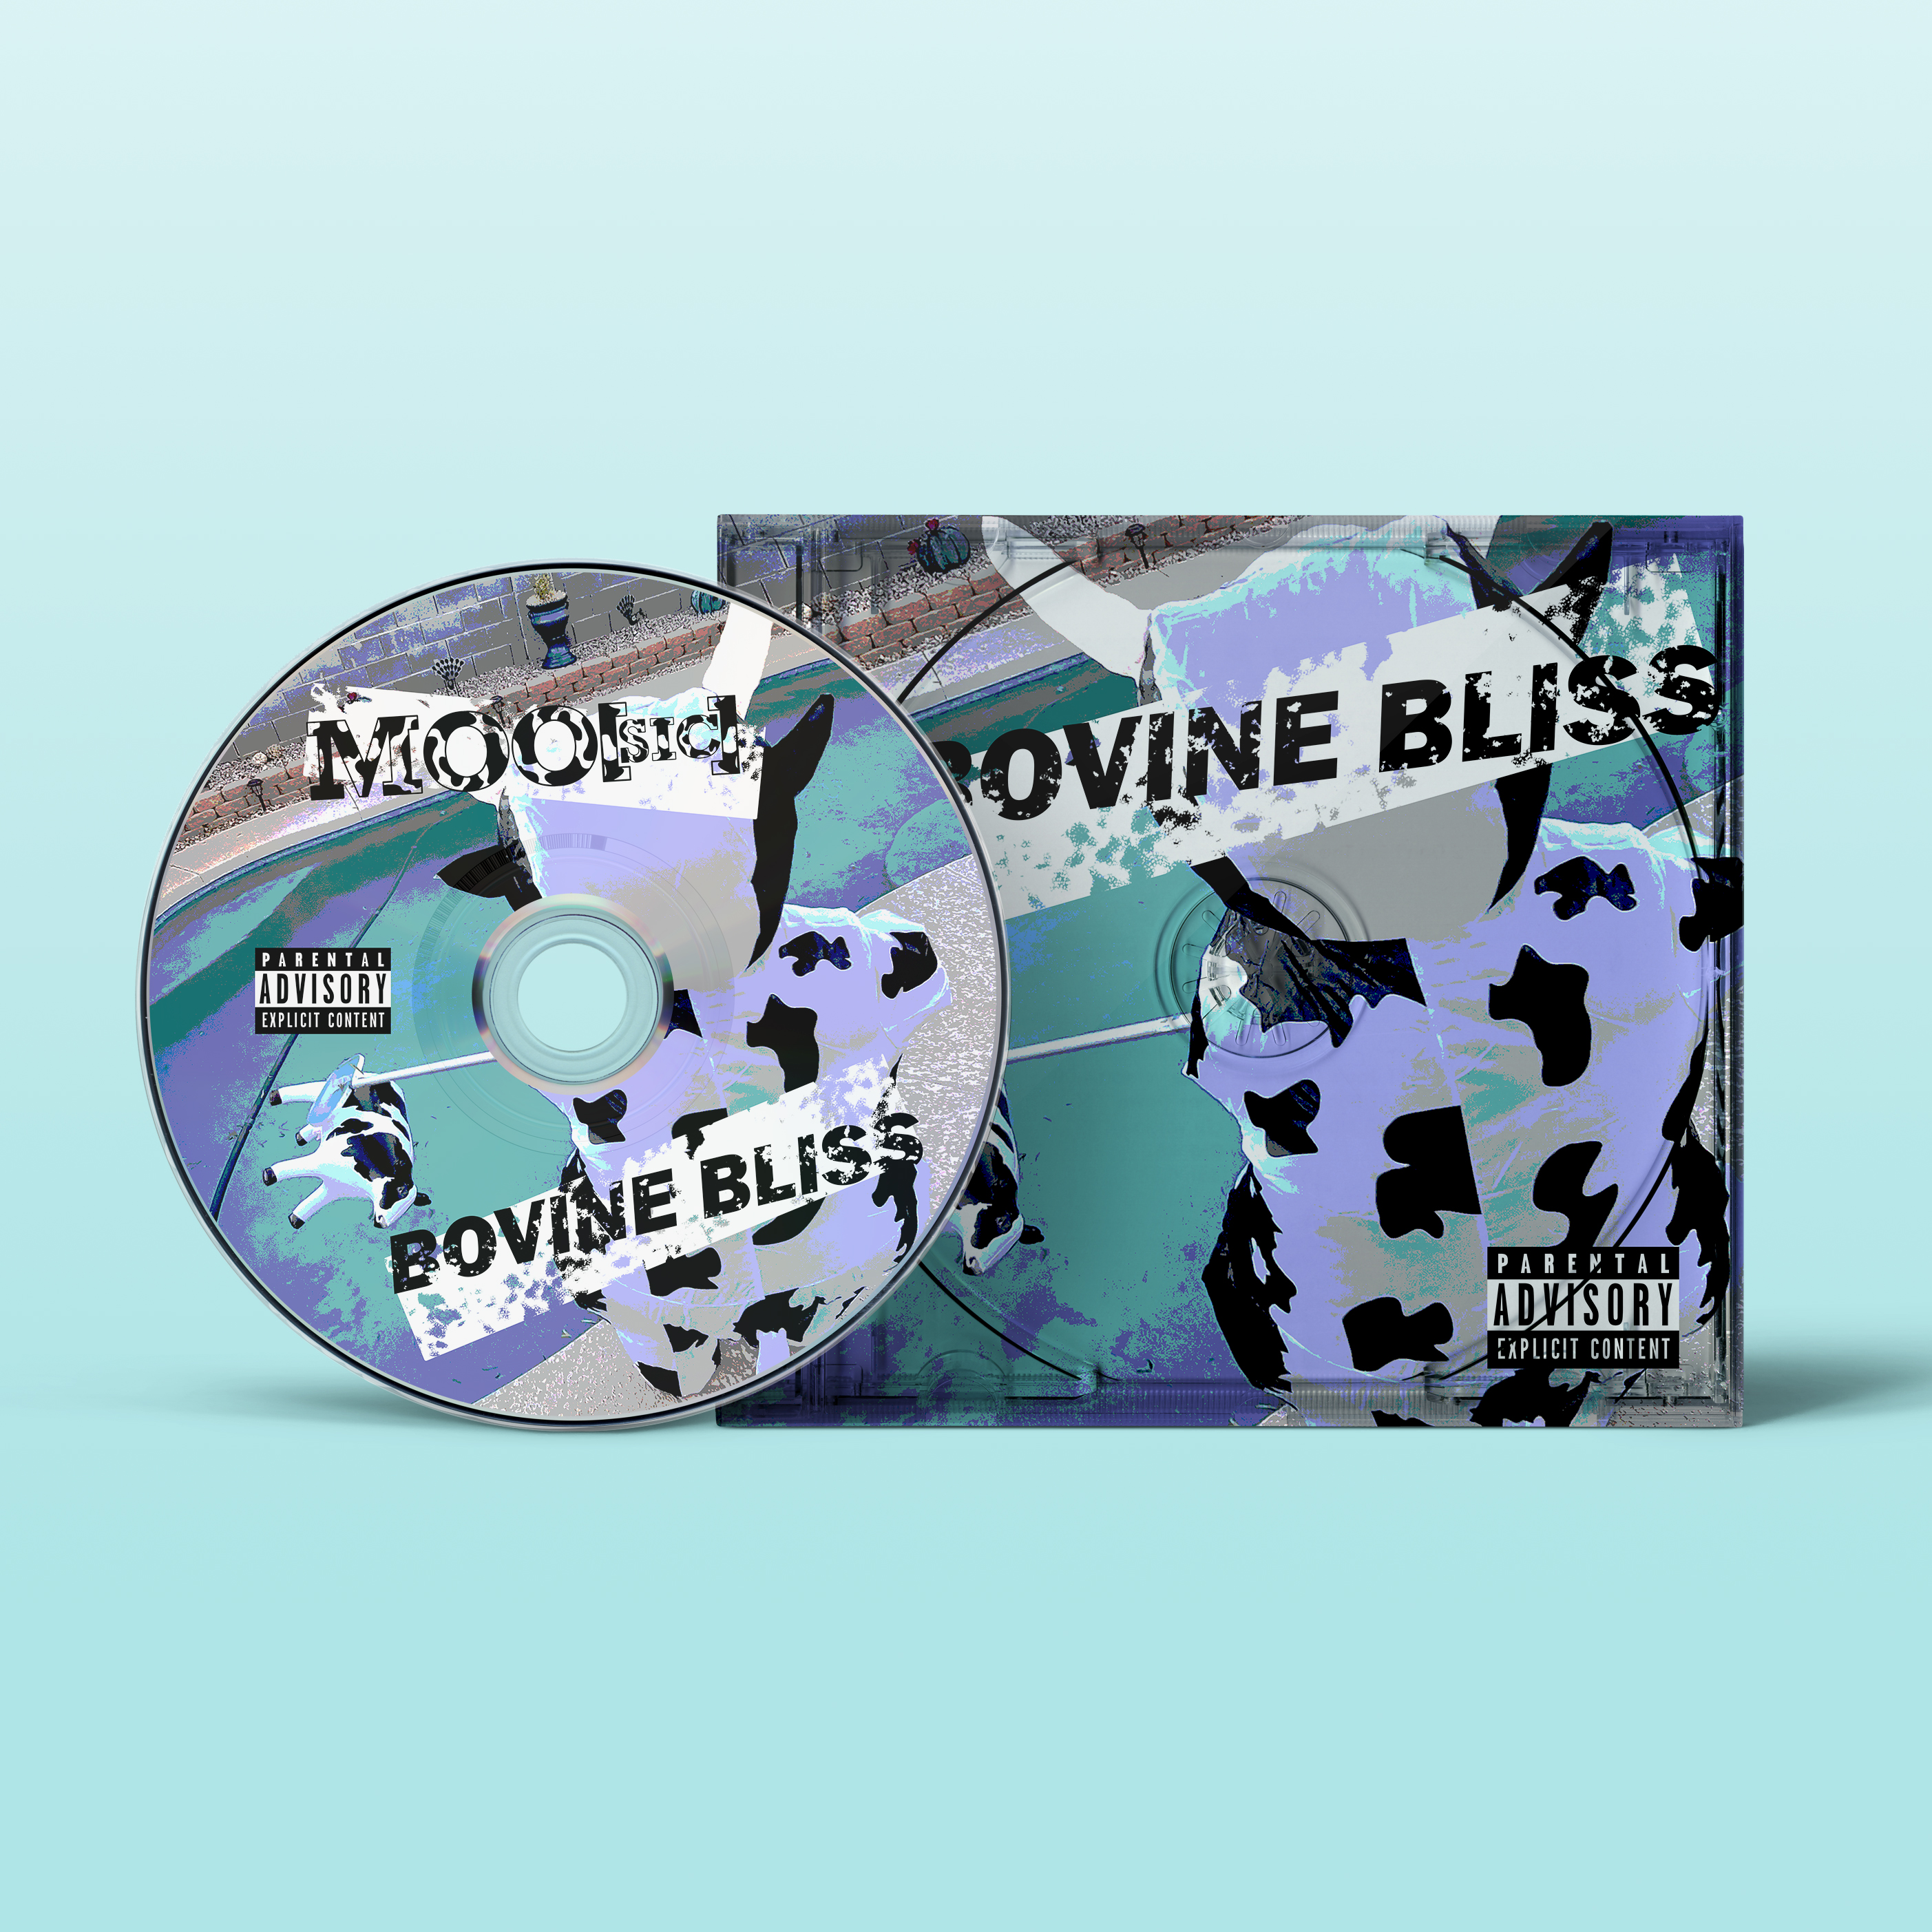 MOO[SIC]
PARENTAL
ADVISORY
EXPLICIT CONTENT
BOVINE BLISS
BOVINE BLISS
PARENTAL
ADVISORY
EXPLICIT CONTENT